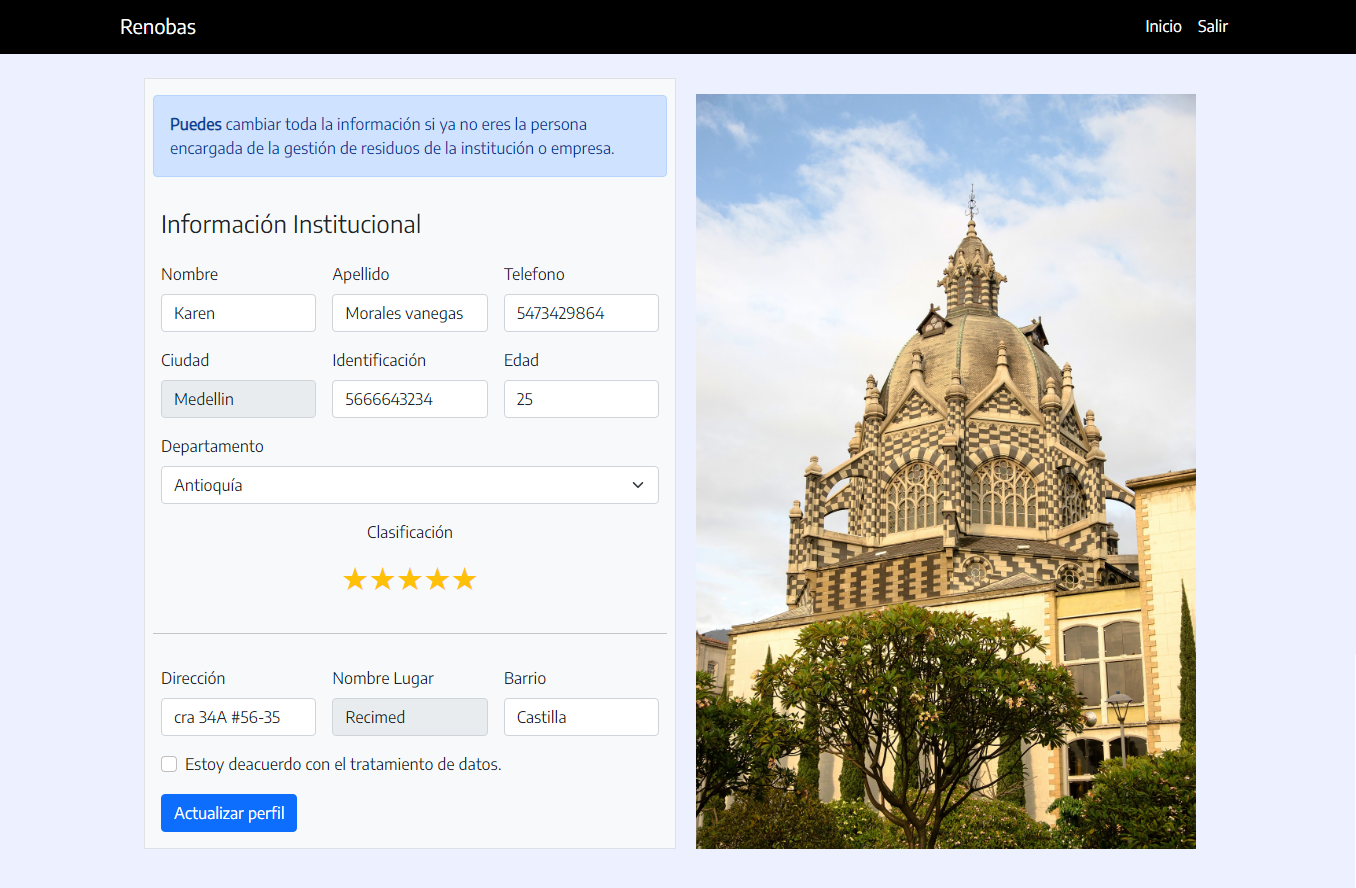 Renobas
Inicio Salir
Puedes cambiar toda la información si ya no eres la persona
encargada de la gestión de residuos de la institución o empresa.
Información Institucional
Nombre Apellido Telefono
Karen Morales vanegas 5473429864
Ciudad Identificación Edad
Medellin 5666643234 25
Departamento
Antioquía
Clasificación
Dirección Nombre Lugar Barrio
cra 34A #56-35 Recimed Castilla
Estoy deacuerdo con el tratamiento de datos.
Actualizar perfil